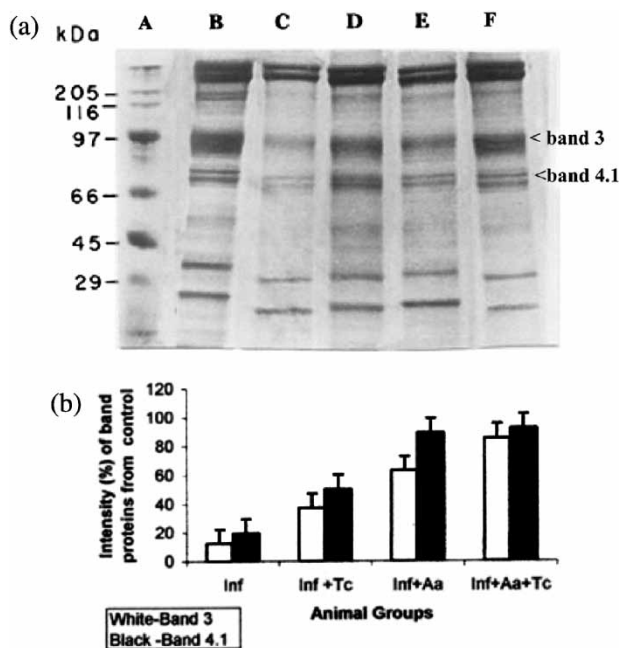 (a)
kDa
A B C D E F
205
116
97
< band 3
<band 4.1
66
45
29
(b)
Intensity (%) of band
proteins from control
120
100
80
60
40
20
0
Inf Inf +Tc Inf+Aa Inf+Aa+Tc
Animal Groups
White-Band 3
Black -Band 4.1